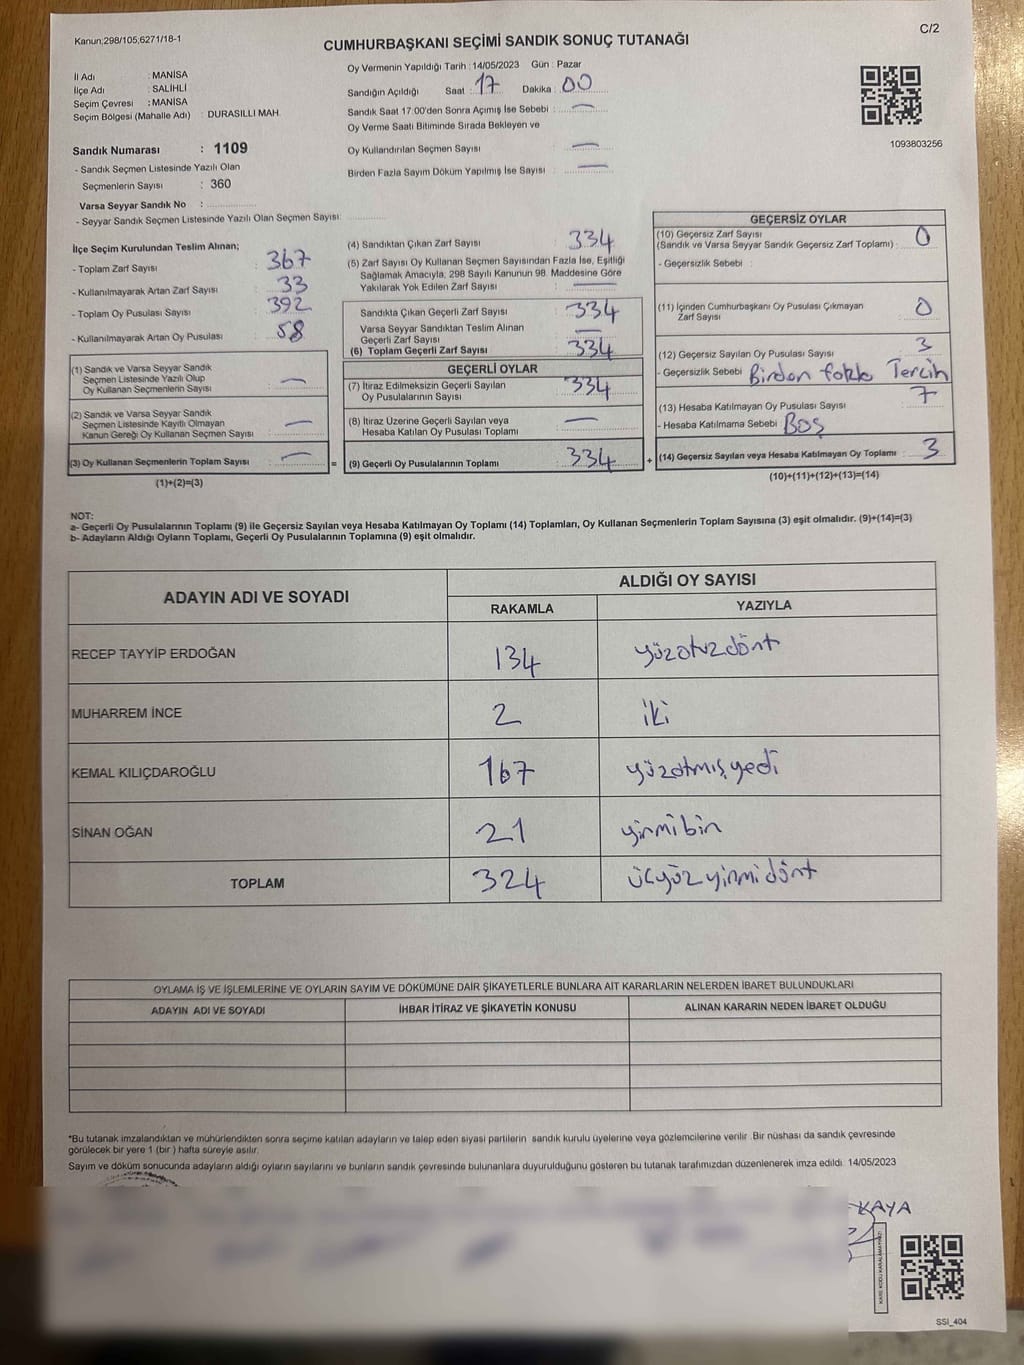 Kanun;298/105;6271/18-1
C/2
CUMHURBAŞKANI SEÇİMİ SANDIK SONUÇ TUTANAĞI
İl Adı : MANİSA
İlçe Adı : SALİHLİ
Seçim Çevresi : MANİSA
Seçim Bölgesi (Mahalle Adı) : DURASILLI MAH.
Sandık Numarası : 1109
- Sandık Seçmen Listesinde Yazılı Olan
Seçmenlerin Sayısı : 360
Varsa Seyyar Sandık No :
- Seyyar Sandık Seçmen Listesinde Yazılı Olan Seçmen Sayısı:
Oy Vermenin Yapıldığı Tarih : 14/05/2023 Gün : Pazar
Sandığın Açıldığı Saat : 17 Dakika : 00
Sandık Saat 17:00'den Sonra Açımış İse Sebebi : —
Oy Verme Saati Bitiminde Sırada Bekleyen ve
Oy Kullandırılan Seçmen Sayısı : —
Birden Fazla Sayım Döküm Yapılmış İse Sayısı : —
1093803256
İlçe Seçim Kurulundan Teslim Alınan;
- Toplam Zarf Sayısı : 367
- Kullanılmayarak Artan Zarf Sayısı : 33
- Toplam Oy Pusulası Sayısı : 392
- Kullanılmayarak Artan Oy Pusulası : 58
(1) Sandık ve Varsa Seyyar Sandık
Seçmen Listesinde Yazılı Olup
Oy Kullanan Seçmenlerin Sayısı : —
(2) Sandık ve Varsa Seyyar Sandık
Seçmen Listesinde Kayıtlı Olmayan
Kanun Gereği Oy Kullanan Seçmen Sayısı : —
(3) Oy Kullanan Seçmenlerin Toplam Sayısı : —
(1)+(2)=(3)
(4) Sandıktan Çıkan Zarf Sayısı : 334
(5) Zarf Sayısı Oy Kullanan Seçmen Sayısından Fazla İse, Eşitliği
Sağlamak Amacıyla, 298 Sayılı Kanunun 98. Maddesine Göre
Yakılarak Yok Edilen Zarf Sayısı : —
Sandıkta Çıkan Geçerli Zarf Sayısı : 334
Varsa Seyyar Sandıktan Teslim Alınan
Geçerli Zarf Sayısı : —
(6) Toplam Geçerli Zarf Sayısı : 334
GEÇERLİ OYLAR
(7) İtiraz Edilmeksizin Geçerli Sayılan
Oy Pusulalarının Sayısı : 334
(8) İtiraz Üzerine Geçerli Sayılan veya
Hesaba Katılan Oy Pusulası Toplamı : —
= (9) Geçerli Oy Pusulalarının Toplamı : 334
GEÇERSİZ OYLAR
(10) Geçersiz Zarf Sayısı
(Sandık ve Varsa Seyyar Sandık Geçersiz Zarf Toplamı) : 0
- Geçersizlik Sebebi :
(11) İçinden Cumhurbaşkanı Oy Pusulası Çıkmayan
Zarf Sayısı : 0
(12) Geçersiz Sayılan Oy Pusulası Sayısı : 3
- Geçersizlik Sebebi Birden fazla Tercih
(13) Hesaba Katılmayan Oy Pusulası Sayısı : 7
- Hesaba Katılmama Sebebi : Boş
+ (14) Geçersiz Sayılan veya Hesaba Katılmayan Oy Toplamı : 3
(10)+(11)+(12)+(13)=(14)
NOT:
a- Geçerli Oy Pusulalarının Toplamı (9) ile Geçersiz Sayılan veya Hesaba Katılmayan Oy Toplamı (14) Toplamları, Oy Kullanan Seçmenlerin Toplam Sayısına (3) eşit olmalıdır. (9)+(14)=(3)
b- Adayların Aldığı Oyların Toplamı, Geçerli Oy Pusulalarının Toplamına (9) eşit olmalıdır.
ADAYIN ADI VE SOYADI
ALDIĞI OY SAYISI
RAKAMLA YAZIYLA
RECEP TAYYİP ERDOĞAN 134 yüzotuzdört
MUHARREM İNCE 2 iki
KEMAL KILIÇDAROĞLU 167 yüzatmışyedi
SİNAN OĞAN 21 yirmibir
TOPLAM 324 üçyüzyirmidört
OYLAMA İŞ VE İŞLEMLERİNE VE OYLARIN SAYIM VE DÖKÜMÜNE DAİR ŞİKAYETLERLE BUNLARA AİT KARARLARIN NELERDEN İBARET BULUNDUKLARI
ADAYIN ADI VE SOYADI İHBAR İTİRAZ VE ŞİKAYETİN KONUSU ALINAN KARARIN NEDEN İBARET OLDUĞU
*Bu tutanak imzalandıktan ve mühürlendikten sonra seçime katılan adayların ve talep eden siyasi partilerin sandık kurulu üyelerine veya gözlemcilerine verilir. Bir nüshası da sandık çevresinde
görülecek bir yere 1 (bir ) hafta süreyle asılır.
Sayım ve döküm sonucunda adayların aldığı oyların sayılarını ve bunların sandık çevresinde bulunanlara duyurulduğunu gösteren bu tutanak tarafımızdan düzenlenerek imza edildi. 14/05/2023
KAYA
KARE KODU KARALAMAYINIZ!
SSI_404